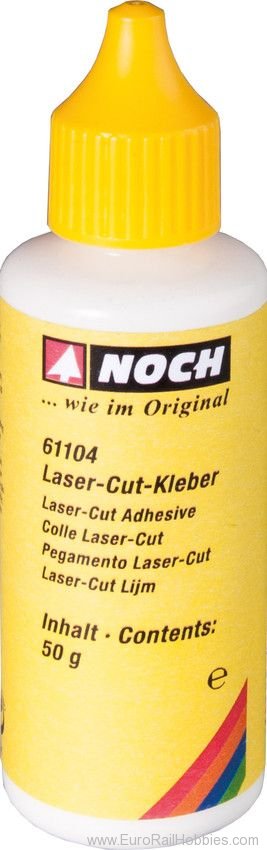 NOCH
... wie im Original
61104
Laser-Cut-Kleber
Laser-Cut Adhesive
Colle Laser-Cut
Pegamento Laser-Cut
Laser-Cut Lijm
Inhalt · Contents:
50 g
℮
www.EuroRailHobbies.com